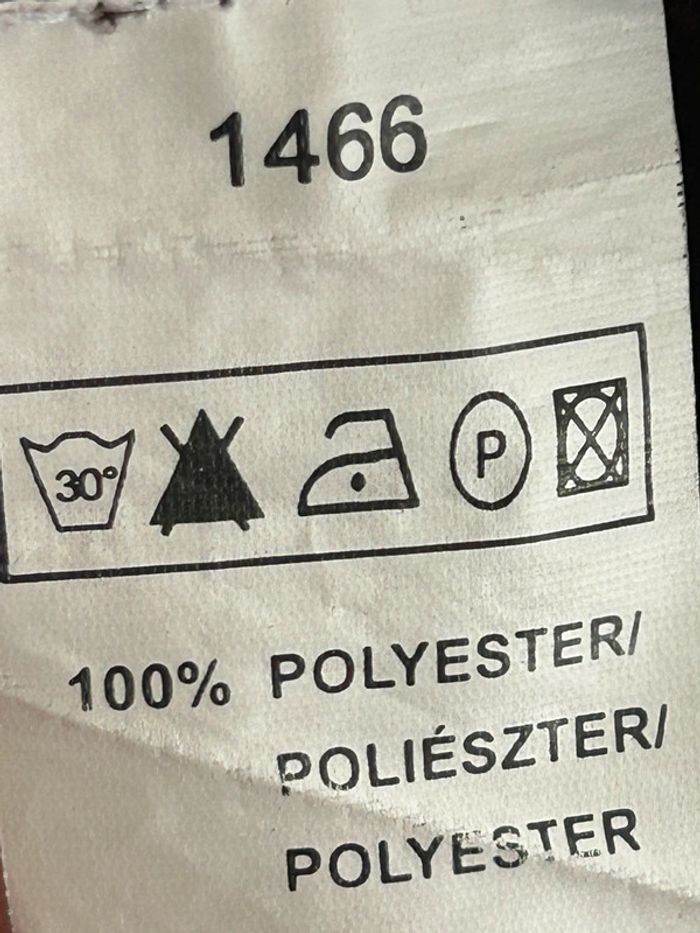 1466
30°
P
100% POLYESTER/
POLIÉSZTER/
POLYESTER